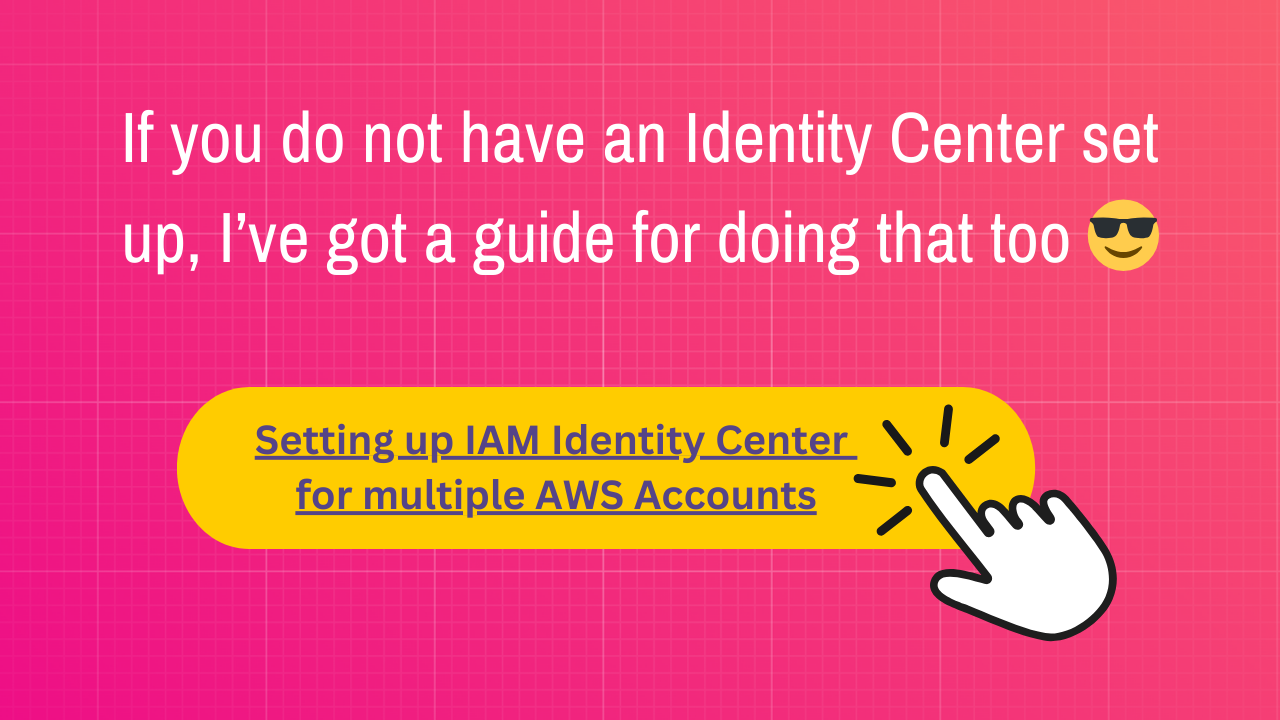 If you do not have an Identity Center set
up, I’ve got a guide for doing that too 😎
Setting up IAM Identity Center
for multiple AWS Accounts